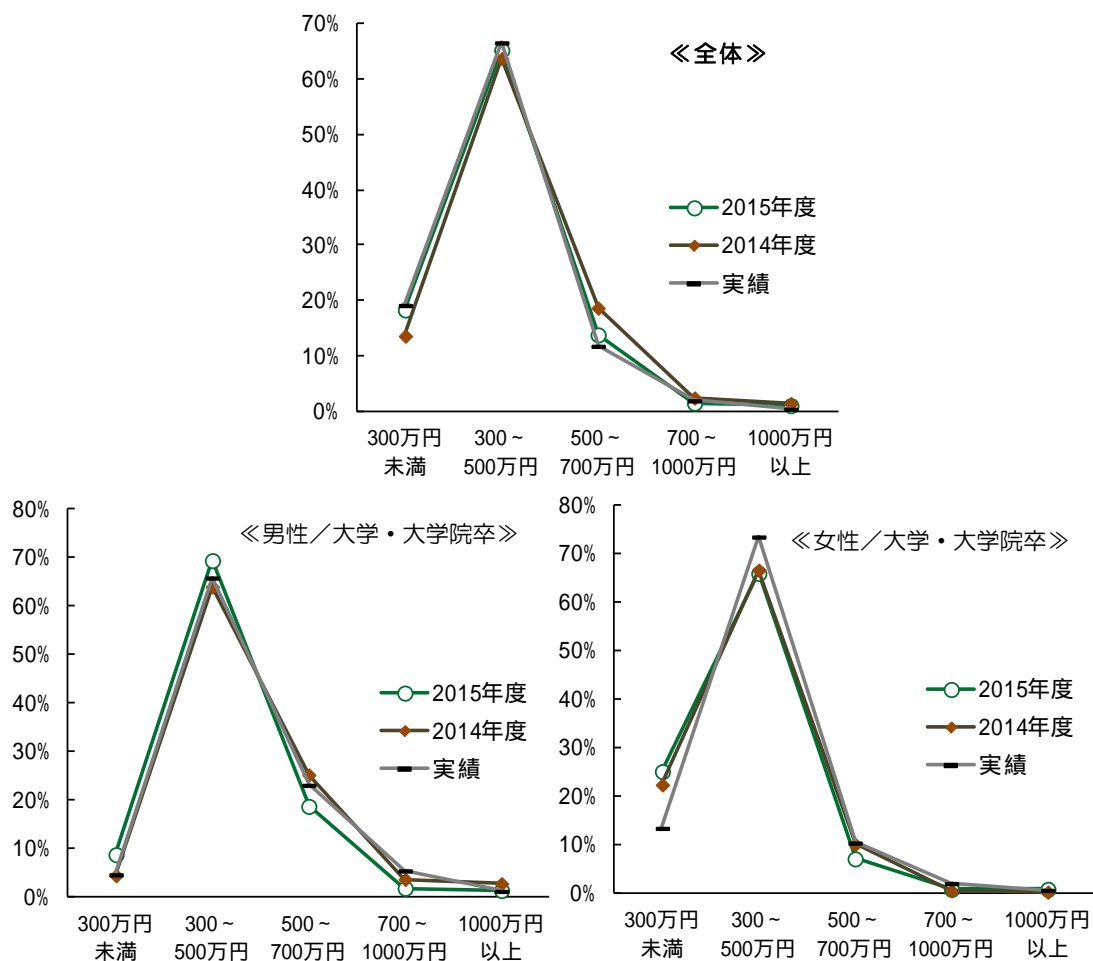 ≪全体≫
70%
60%
50%
40%
30%
20%
10%
0%
2015年度
2014年度
実績
300万円
未満
300～
500万円
500～
700万円
700～
1000万円
1000万円
以上
≪男性／大学・大学院卒≫
80%
70%
60%
50%
40%
30%
20%
10%
0%
2015年度
2014年度
実績
300万円
未満
300～
500万円
500～
700万円
700～
1000万円
1000万円
以上
≪女性／大学・大学院卒≫
80%
70%
60%
50%
40%
30%
20%
10%
0%
2015年度
2014年度
実績
300万円
未満
300～
500万円
500～
700万円
700～
1000万円
1000万円
以上